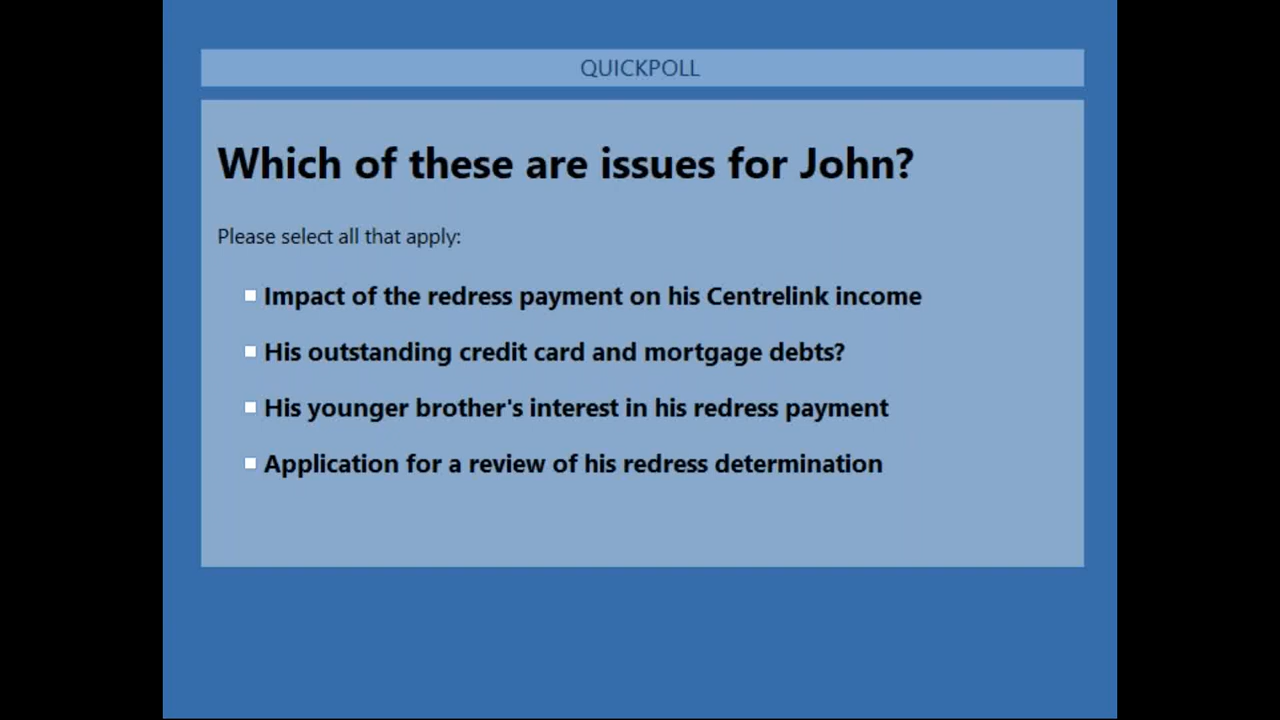 QUICKPOLL
Which of these are issues for John?
Please select all that apply:
Impact of the redress payment on his Centrelink income
His outstanding credit card and mortgage debts?
His younger brother's interest in his redress payment
Application for a review of his redress determination